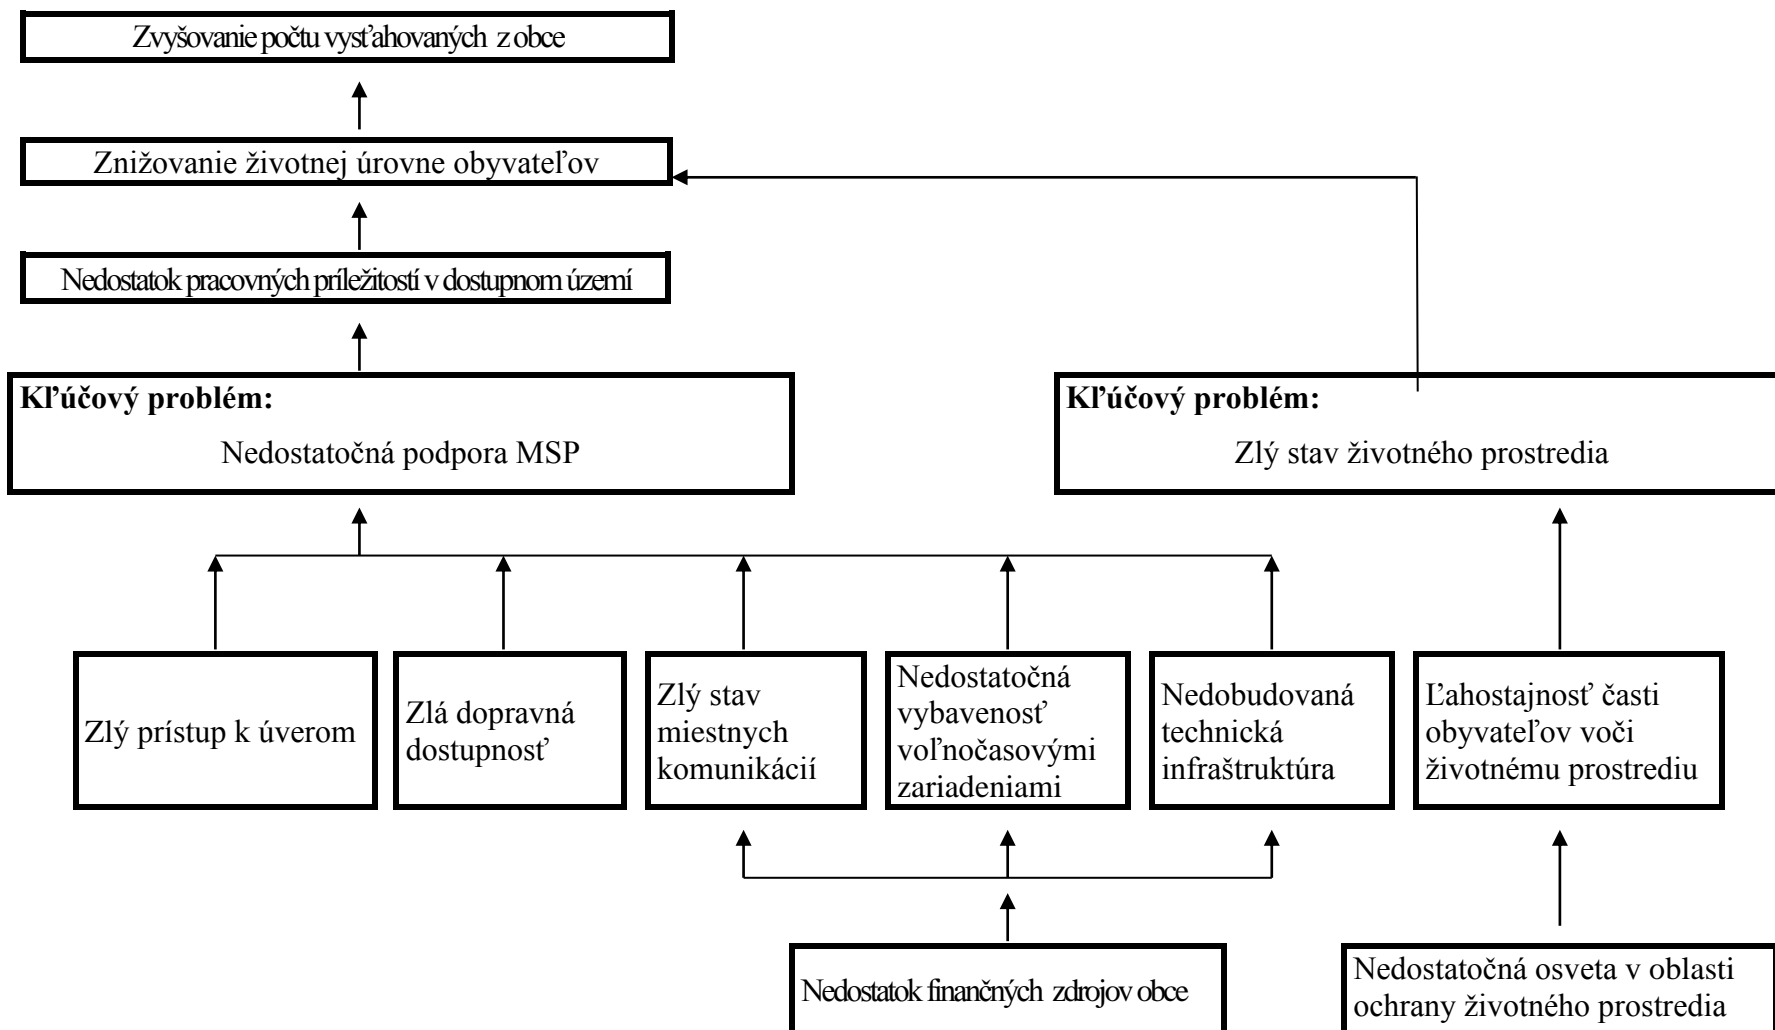 Zvyšovanie počtu vysťahovaných z obce
Znižovanie životnej úrovne obyvateľov
Nedostatok pracovných príležitostí v dostupnom území
Kľúčový problém:
Nedostatočná podpora MSP
Kľúčový problém:
Zlý stav životného prostredia
Zlý prístup k úverom
Zlá dopravná
dostupnosť
Zlý stav
miestnych
komunikácií
Nedostatočná
vybavenosť
voľnočasovými
zariadeniami
Nedobudovaná
technická
infraštruktúra
Ľahostajnosť časti
obyvateľov voči
životnému prostrediu
Nedostatok finančných zdrojov obce
Nedostatočná osveta v oblasti
ochrany životného prostredia